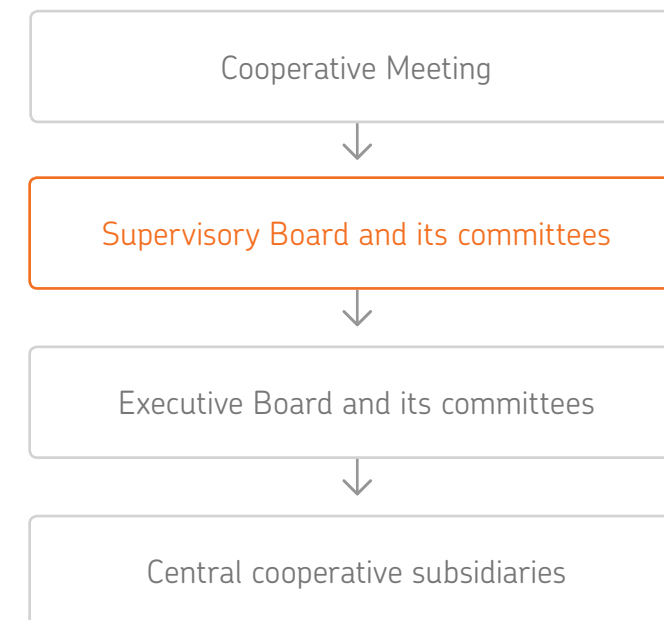 Cooperative Meeting
Supervisory Board and its committees
Executive Board and its committees
Central cooperative subsidiaries